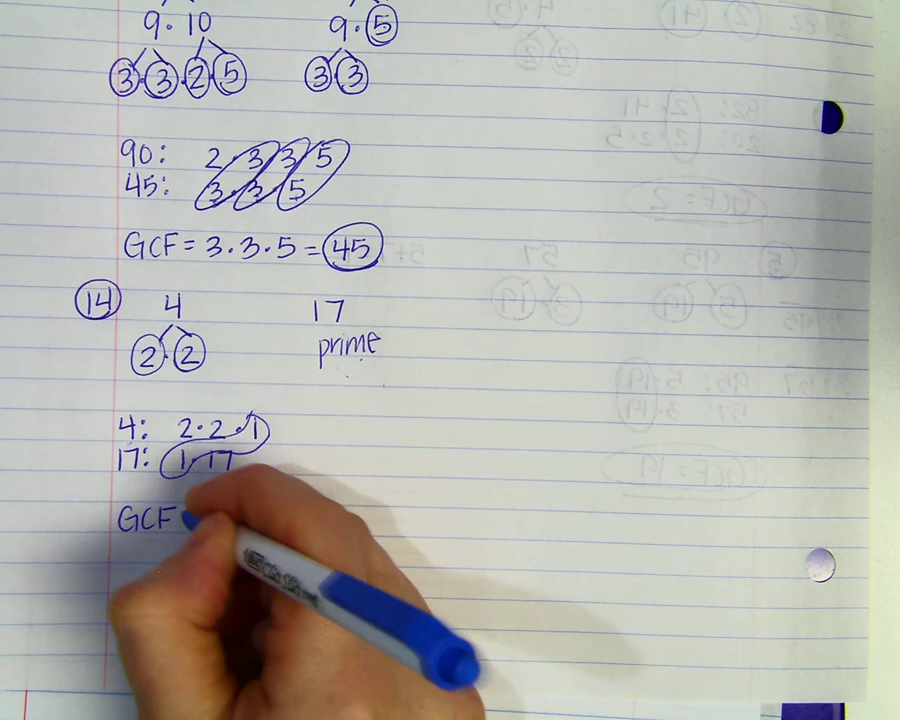 9 · 10 9 · 5
3 · 3 · 2 · 5 3 · 3
90: 2 · 3 · 3 · 5
45: 3 · 3 · 5
GCF = 3 · 3 · 5 = 45
14 4 17
2 · 2 prime
4: 2 · 2 · 1
17: 1 · 17
GCF